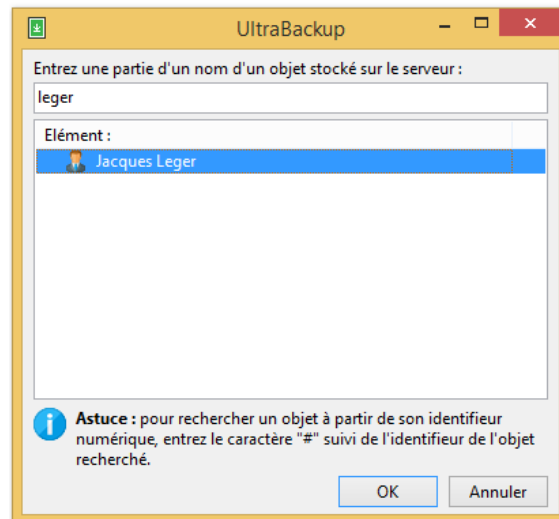 UltraBackup
Entrez une partie d'un nom d'un objet stocké sur le serveur :
leger
Elément :
Jacques Leger
Astuce : pour rechercher un objet à partir de son identifieur
numérique, entrez le caractère "#" suivi de l'identifieur de l'objet
recherché.
OK Annuler